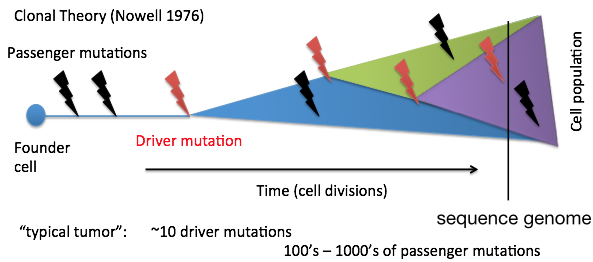 Clonal Theory (Nowell 1976)
Passenger mutations
Cell population
Founder
cell
Driver mutation
Time (cell divisions)
sequence genome
“typical tumor”: ~10 driver mutations
100’s – 1000’s of passenger mutations